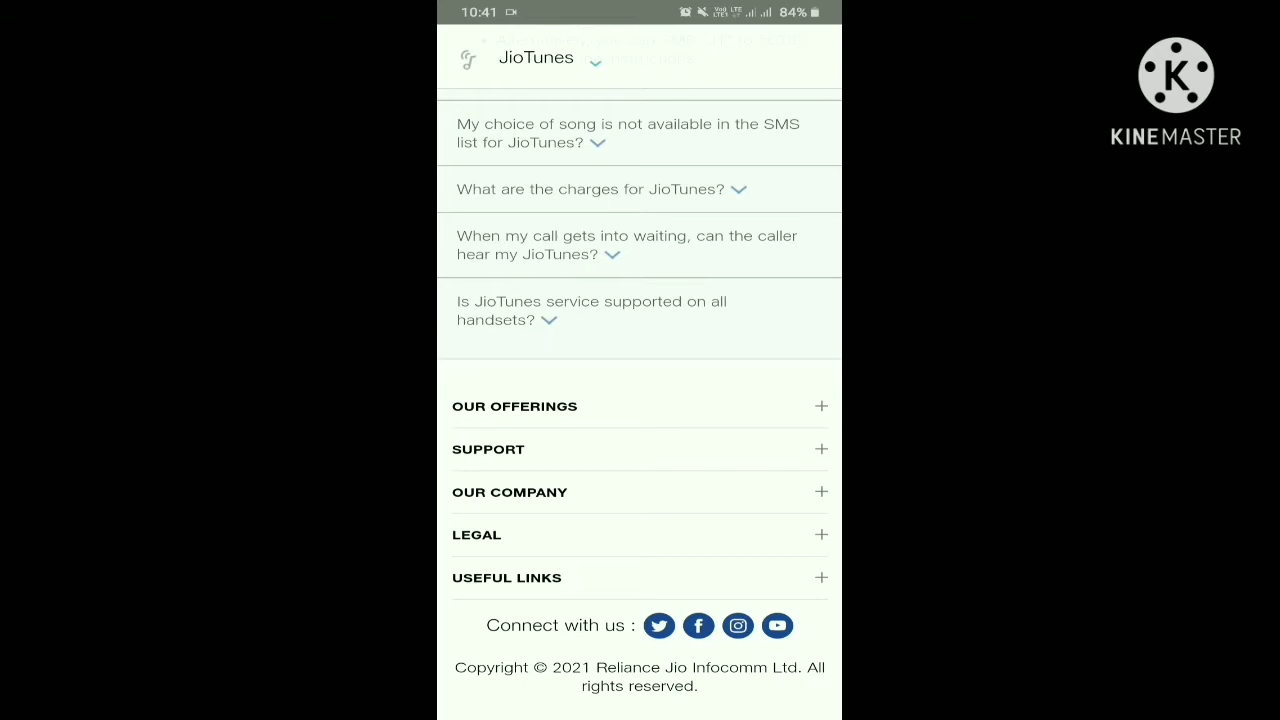 10:41
Vo)) LTE
LTE1
84%
JioTunes
My choice of song is not available in the SMS
list for JioTunes?
What are the charges for JioTunes?
When my call gets into waiting, can the caller
hear my JioTunes?
Is JioTunes service supported on all
handsets?
OUR OFFERINGS
SUPPORT
OUR COMPANY
LEGAL
USEFUL LINKS
Connect with us :
Copyright © 2021 Reliance Jio Infocomm Ltd. All
rights reserved.
K
KINEMASTER